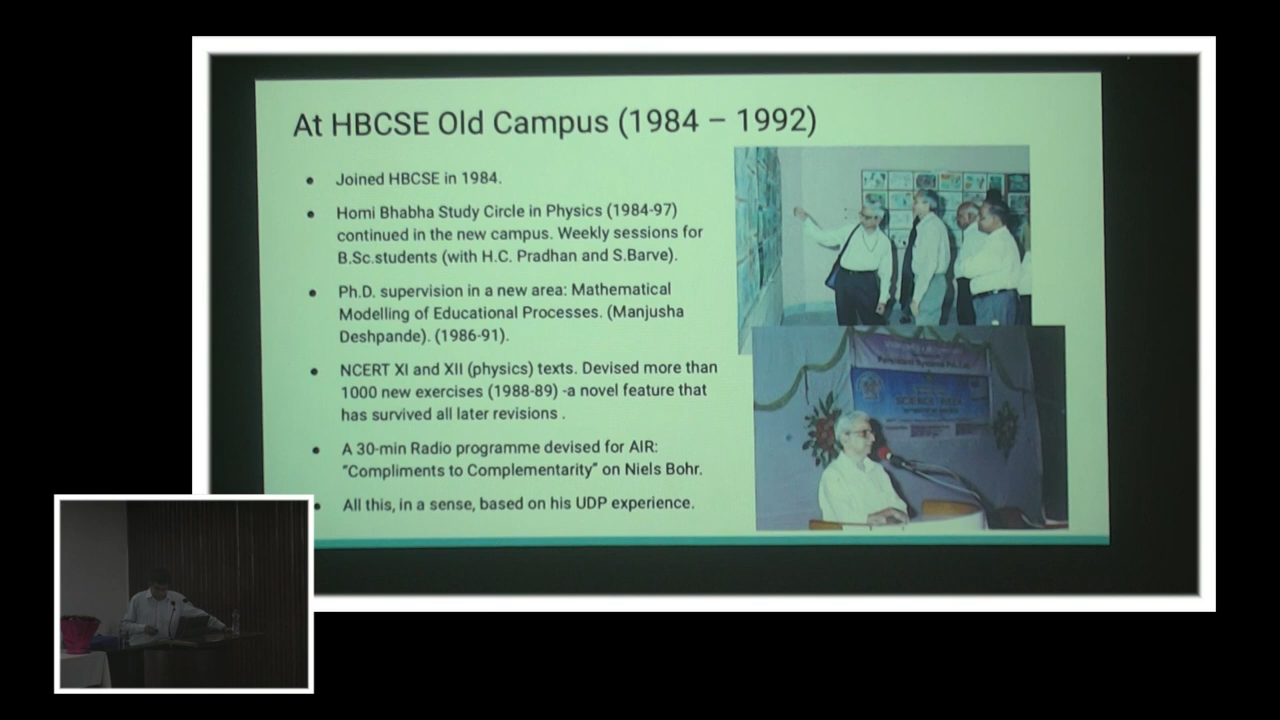 At HBCSE Old Campus (1984 – 1992)
● Joined HBCSE in 1984.
● Homi Bhabha Study Circle in Physics (1984-97)
continued in the new campus. Weekly sessions for
B.Sc.students (with H.C. Pradhan and S.Barve).
● Ph.D. supervision in a new area: Mathematical
Modelling of Educational Processes. (Manjusha
Deshpande). (1986-91).
● NCERT XI and XII (physics) texts. Devised more than
1000 new exercises (1988-89) -a novel feature that
has survived all later revisions .
● A 30-min Radio programme devised for AIR:
“Compliments to Complementarity” on Niels Bohr.
● All this, in a sense, based on his UDP experience.